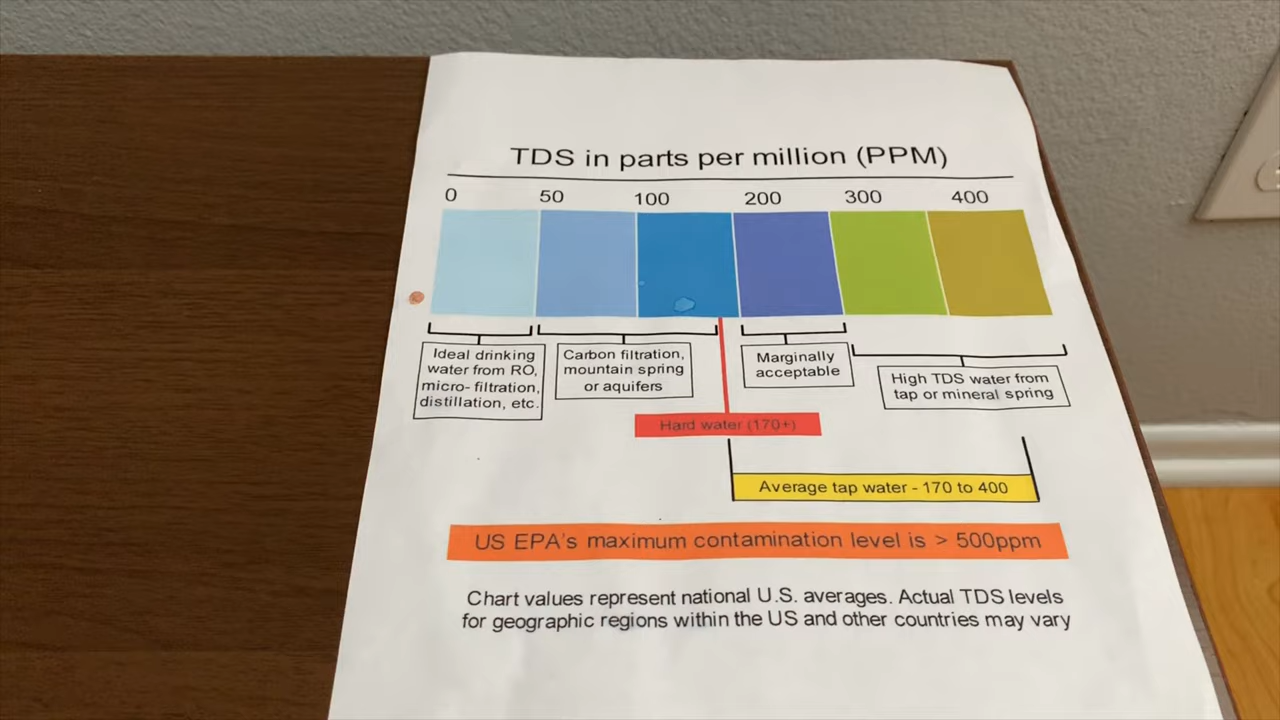 TDS in parts per million (PPM)
0 50 100 200 300 400
Ideal drinking
water from RO,
micro- filtration,
distillation, etc.
Carbon filtration,
mountain spring
or aquifers
Marginally
acceptable
High TDS water from
tap or mineral spring
Hard water (170+)
Average tap water - 170 to 400
US EPA's maximum contamination level is > 500ppm
Chart values represent national U.S. averages. Actual TDS levels
for geographic regions within the US and other countries may vary